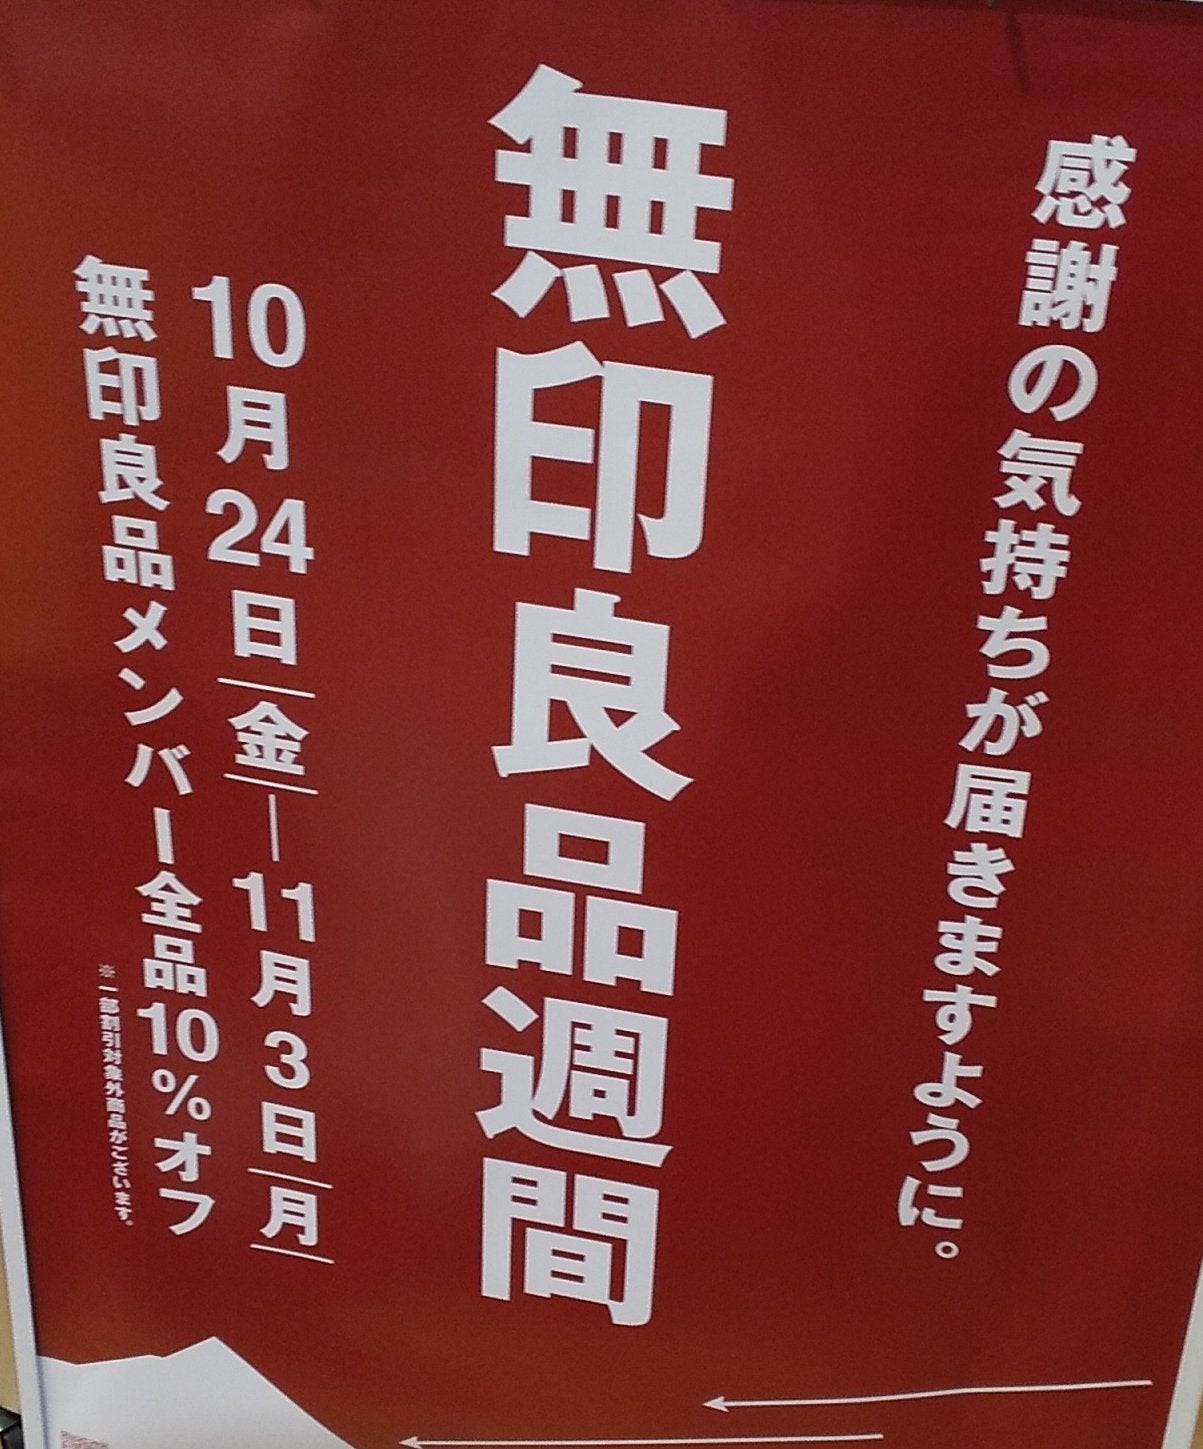 感謝の気持ちが届きますように。
無印良品週間
10月24日(金)—11月3日(月)
無印良品メンバー全品10%オフ
※一部割引対象外商品がございます。